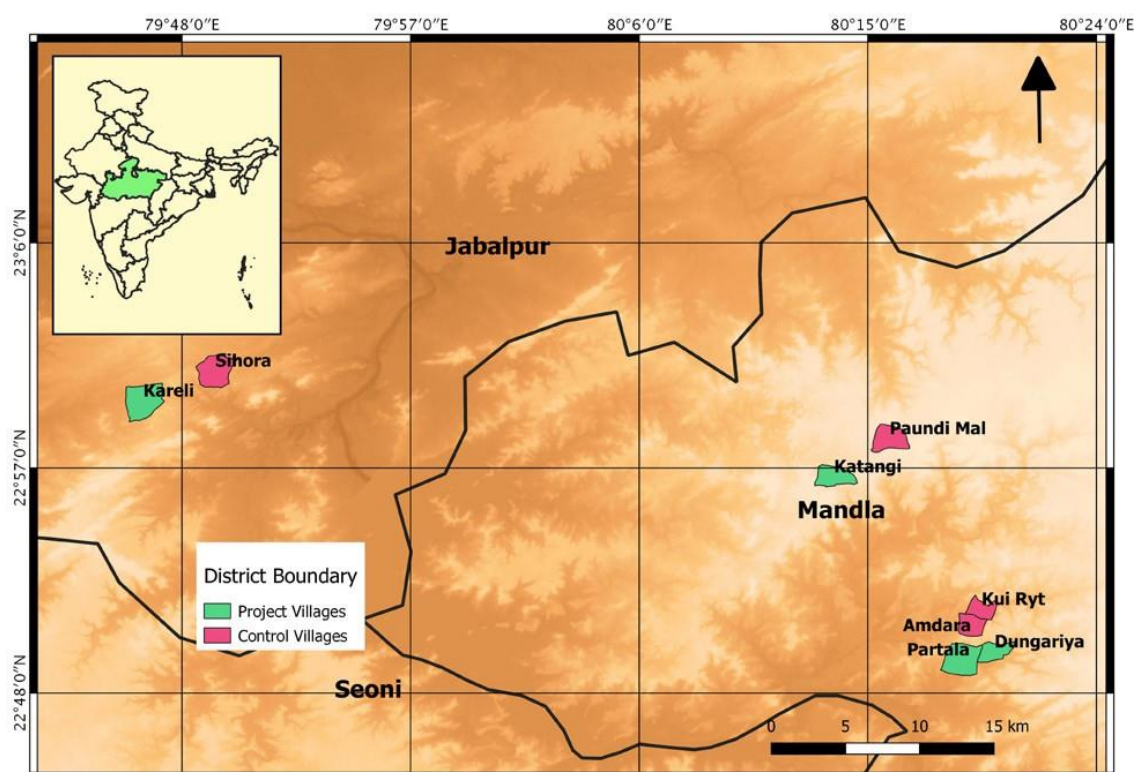 79°48′0″E 79°57′0″E 80°6′0″E 80°15′0″E 80°24′0″E
23°6′0″N
Jabalpur
Sihora
Kareli
Paundi Mal
22°57′0″N
Katangi
Mandla
District Boundary
Project Villages
Control Villages
Kui Ryt
Amdara
Dungariya
Partala
22°48′0″N
Seoni
0 5 10 15 km